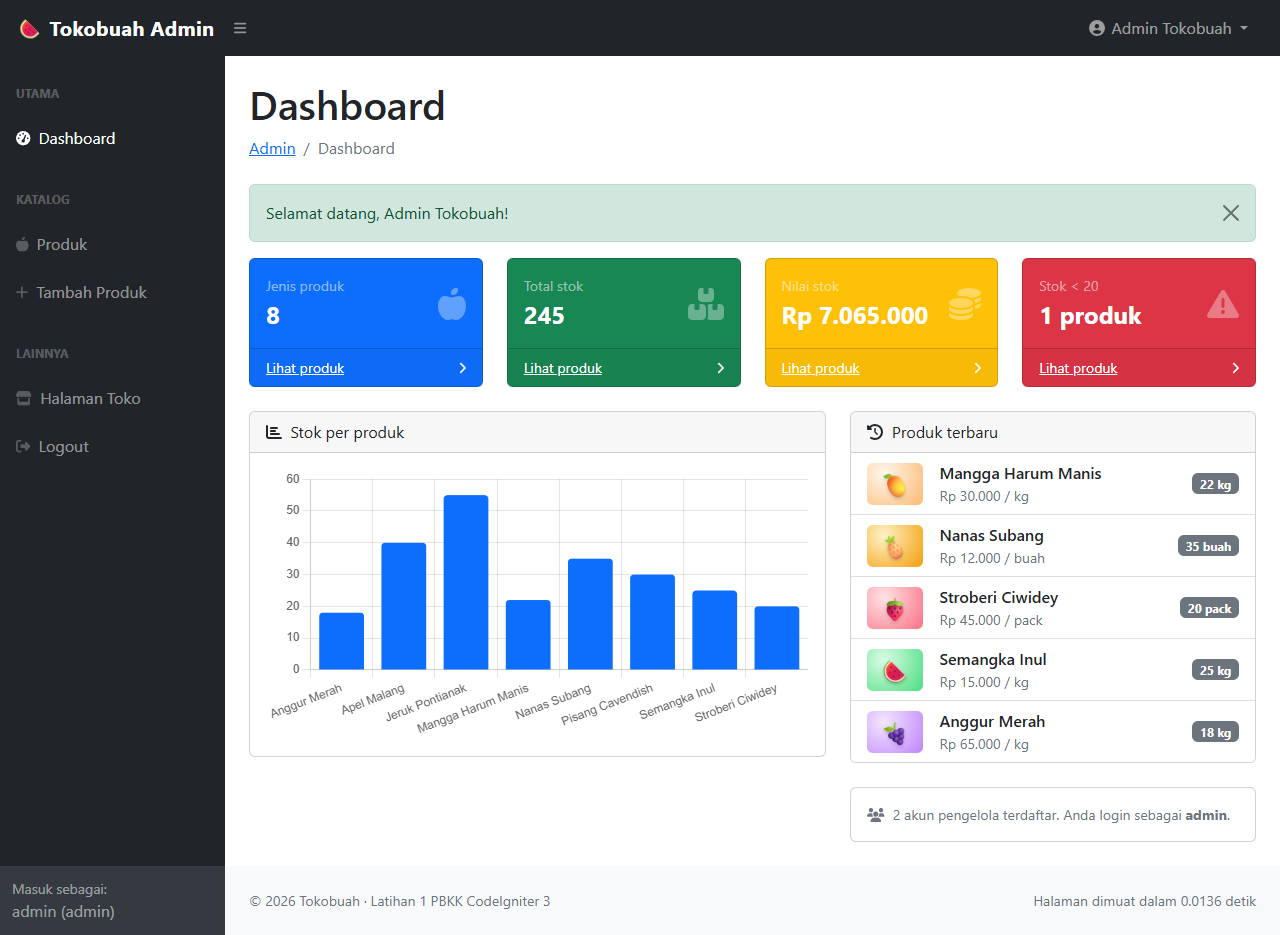 Tokobuah Admin
Admin Tokobuah
UTAMA
Dashboard
KATALOG
Produk
Tambah Produk
LAINNYA
Halaman Toko
Logout
Masuk sebagai:
admin (admin)
Dashboard
Admin / Dashboard
Selamat datang, Admin Tokobuah!
Jenis produk
8
Lihat produk
Total stok
245
Lihat produk
Nilai stok
Rp 7.065.000
Lihat produk
Stok < 20
1 produk
Lihat produk
Stok per produk
60
50
40
30
20
10
0
Anggur Merah
Apel Malang
Jeruk Pontianak
Mangga Harum Manis
Nanas Subang
Pisang Cavendish
Semangka Inul
Stroberi Ciwidey
Produk terbaru
Mangga Harum Manis
Rp 30.000 / kg
22 kg
Nanas Subang
Rp 12.000 / buah
35 buah
Stroberi Ciwidey
Rp 45.000 / pack
20 pack
Semangka Inul
Rp 15.000 / kg
25 kg
Anggur Merah
Rp 65.000 / kg
18 kg
2 akun pengelola terdaftar. Anda login sebagai admin.
© 2026 Tokobuah · Latihan 1 PBKK CodeIgniter 3
Halaman dimuat dalam 0.0136 detik